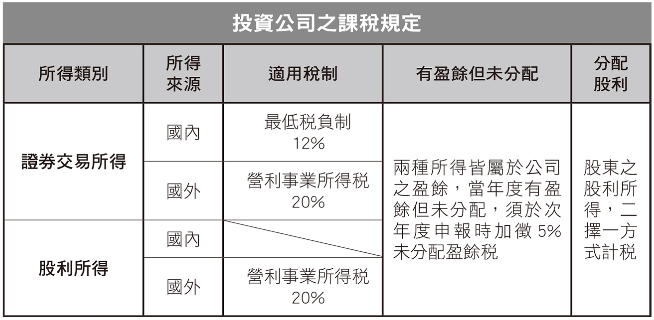 投資公司之課稅規定
所得類別
所得
來源
適用稅制
有盈餘但未分配
分配
股利
證券交易所得
國內
最低稅負制
12%
國外
營利事業所得稅
20%
股利所得
國內
國外
營利事業所得稅
20%
兩種所得皆屬於公司
之盈餘，當年度有盈
餘但未分配，須於次
年度申報時加徵 5%
未分配盈餘稅
股東之
股利所
得，二
擇一方
式計稅